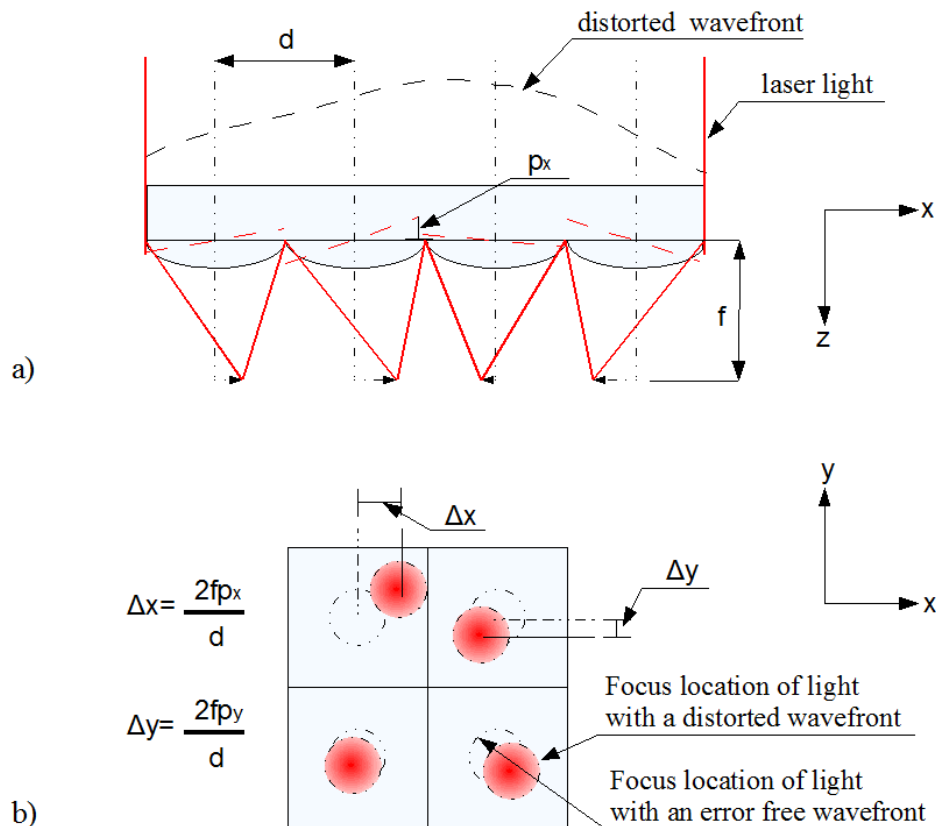 distorted wavefront
d
laser light
px
x
f
z
a)
y
Δx
Δy
x
Δx= 2fpx
d
Focus location of light
with a distorted wavefront
Δy= 2fpy
d
Focus location of light
with an error free wavefront
b)